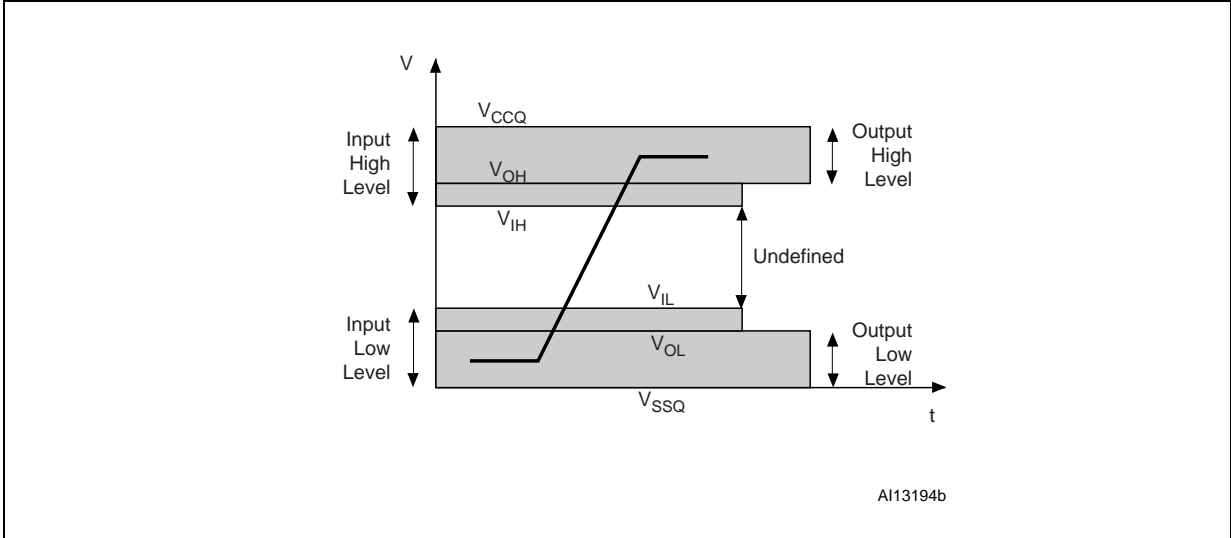 V
V_CCQ
Input
High
Level
Output
High
Level
V_OH
V_IH
Undefined
V_IL
Input
Low
Level
V_OL
Output
Low
Level
V_SSQ
t
AI13194b